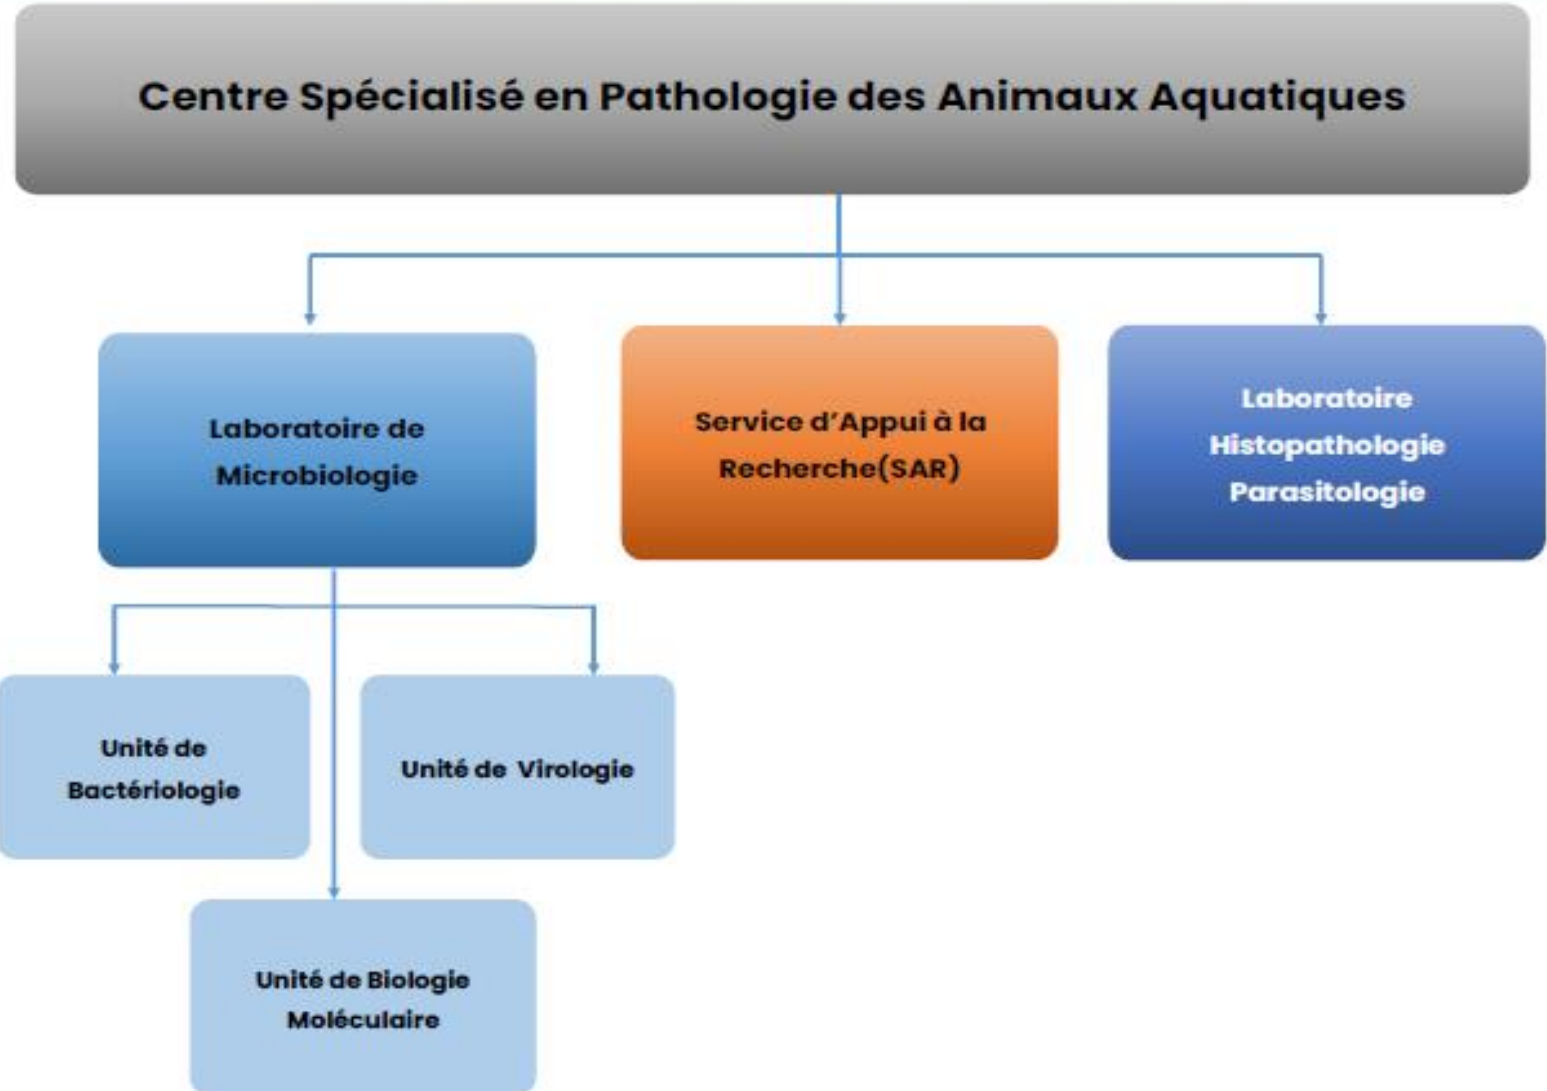 Centre Spécialisé en Pathologie des Animaux Aquatiques
Laboratoire de
Microbiologie
Service d’Appui à la
Recherche(SAR)
Laboratoire
Histopathologie
Parasitologie
Unité de
Bactériologie
Unité de Virologie
Unité de Biologie
Moléculaire